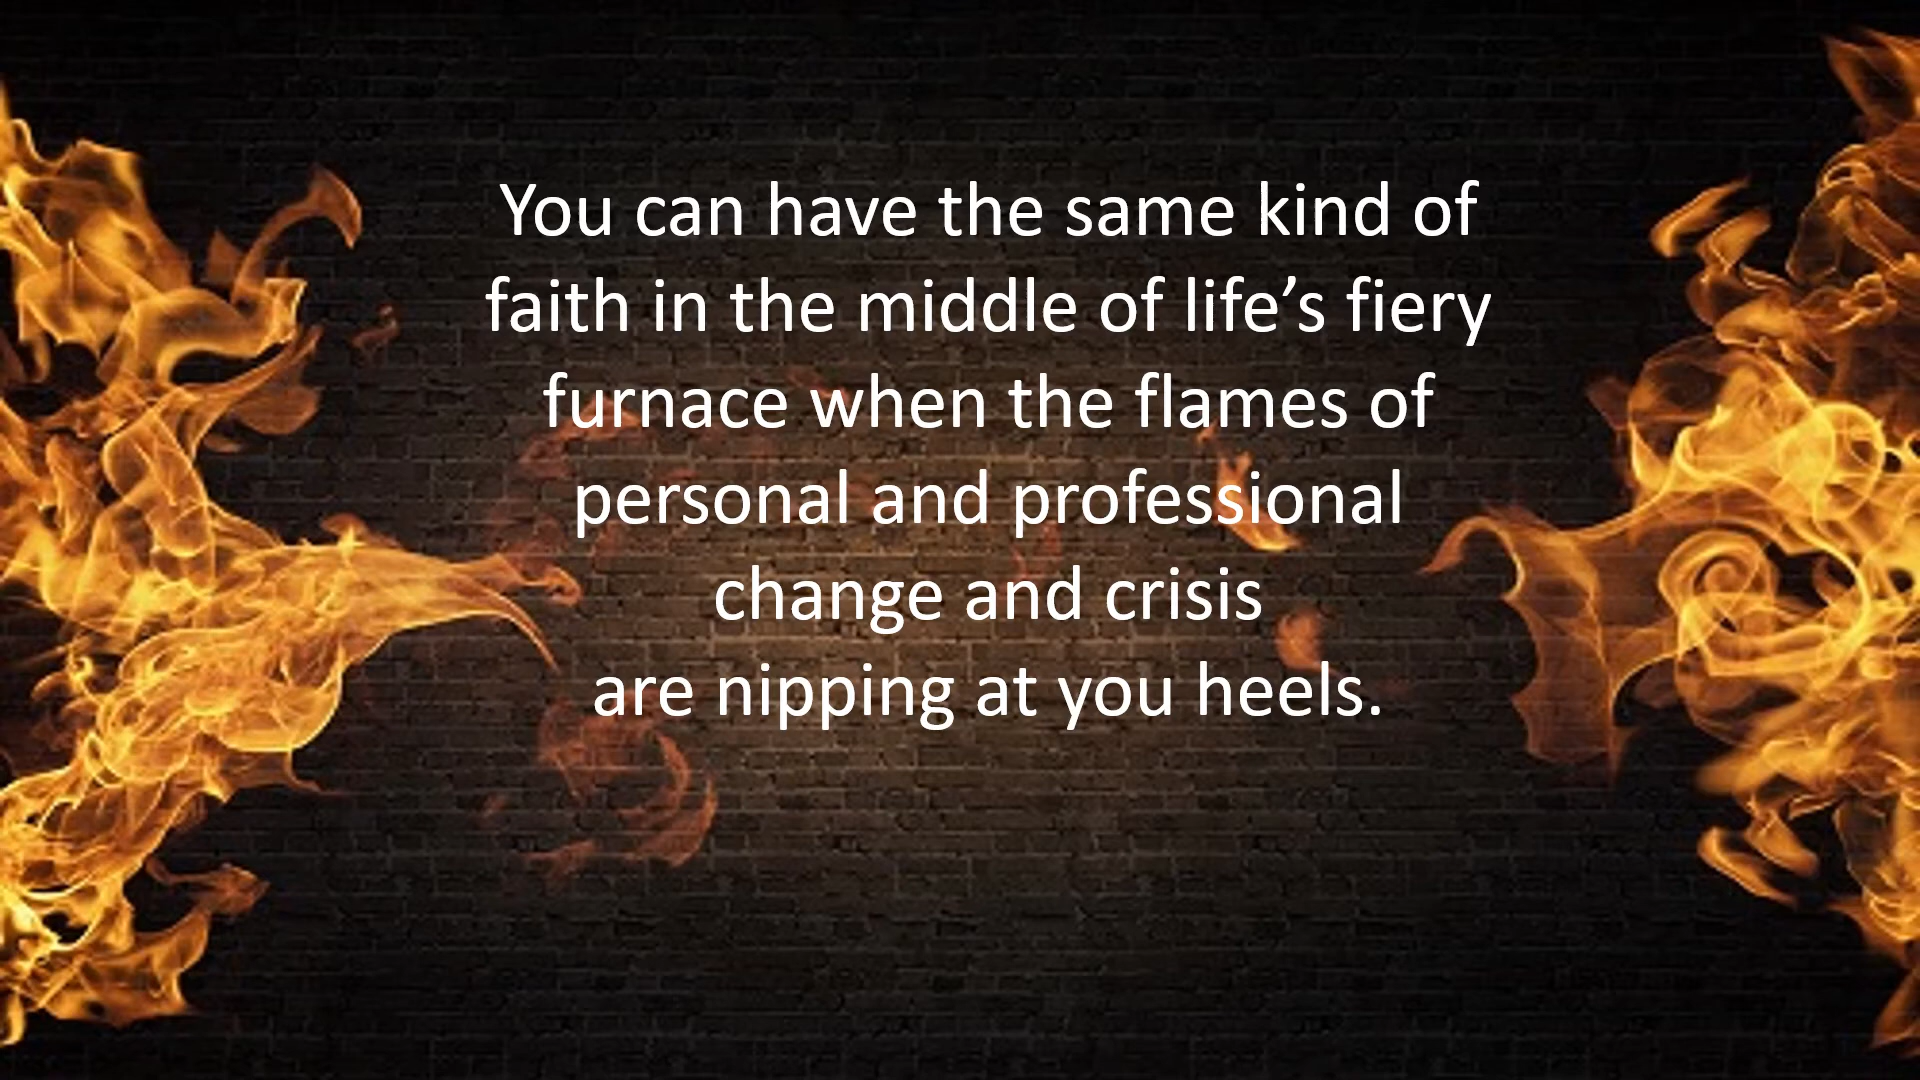 You can have the same kind of
faith in the middle of life’s fiery
furnace when the flames of
personal and professional
change and crisis
are nipping at you heels.